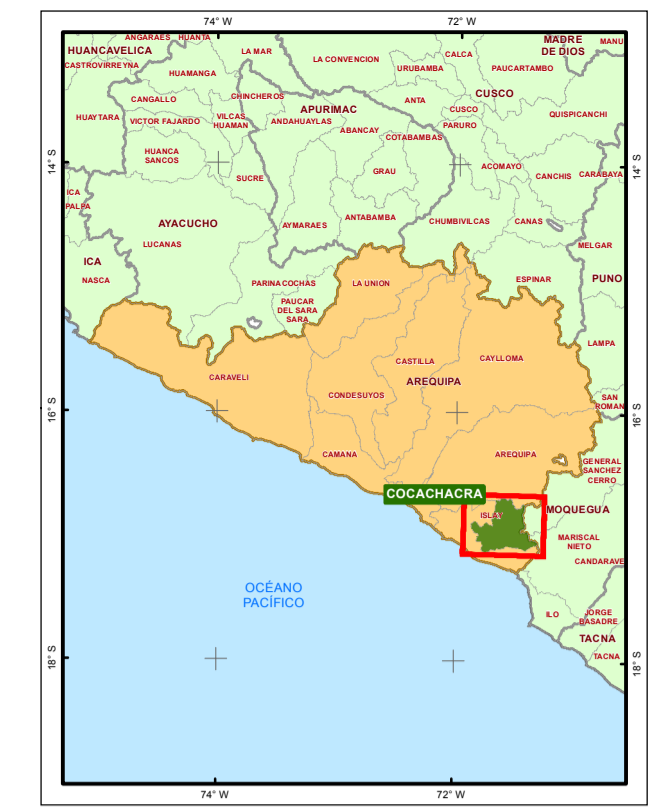 74° W
72° W
ANGARAES
HUANTA
MADRE
DE DIOS
MANU
HUANCAVELICA
LA MAR
LA CONVENCION
CALCA
CASTROVIRREYNA
HUAMANGA
URUBAMBA
PAUCARTAMBO
CANGALLO
CHINCHEROS
ANTA
CUSCO
APURIMAC
CUSCO
HUAYTARA
VICTOR FAJARDO
VILCAS
HUAMAN
ANDAHUAYLAS
ABANCAY
COTABAMBAS
PARURO
QUISPICANCHI
14° S
HUANCA
SANCOS
GRAU
ACOMAYO
CANCHIS
CARABAYA
14° S
SUCRE
ICA
PALPA
AYACUCHO
AYMARAES
ANTABAMBA
CHUMBIVILCAS
CANAS
LUCANAS
MELGAR
ICA
NASCA
PARINACOCHAS
LA UNION
ESPINAR
PUNO
PAUCAR
DEL SARA
SARA
LAMPA
CASTILLA
CAYLLOMA
CARAVELI
AREQUIPA
CONDESUYOS
SAN
ROMAN
16° S
16° S
CAMANA
AREQUIPA
GENERAL
SANCHEZ
CERRO
COCACHACRA
ISLAY
MOQUEGUA
MARISCAL
NIETO
CANDARAVE
OCÉANO
PACÍFICO
ILO
JORGE
BASADRE
TACNA
TACNA
18° S
18° S
74° W
72° W